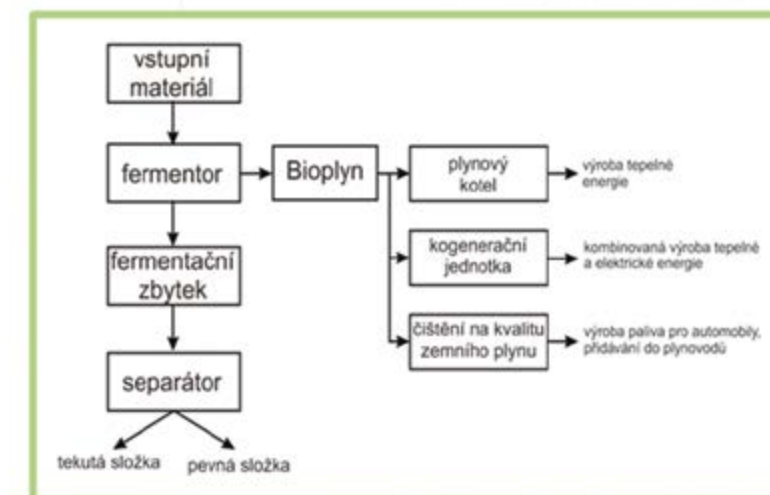 vstupní
materiál
fermentor
Bioplyn
plynový
kotel
výroba tepelné
energie
fermentační
zbytek
kogenerační
jednotka
kombinovaná výroba tepelné
a elektrické energie
čištění na kvalitu
zemního plynu
výroba paliva pro automobily,
přidávání do plynovodů
separátor
tekutá složka
pevná složka